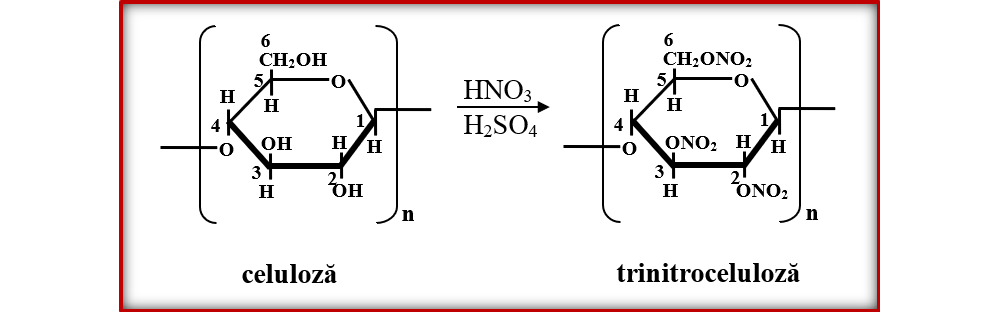 6
CH₂OH
5
O
H
H
4
1
OH
H
H
O
3
2
H
OH
n
HNO₃
H₂SO₄
6
CH₂ONO₂
5
O
H
H
4
1
ONO₂
H
H
O
3
2
H
ONO₂
n
celuloză
trinitroceluloză